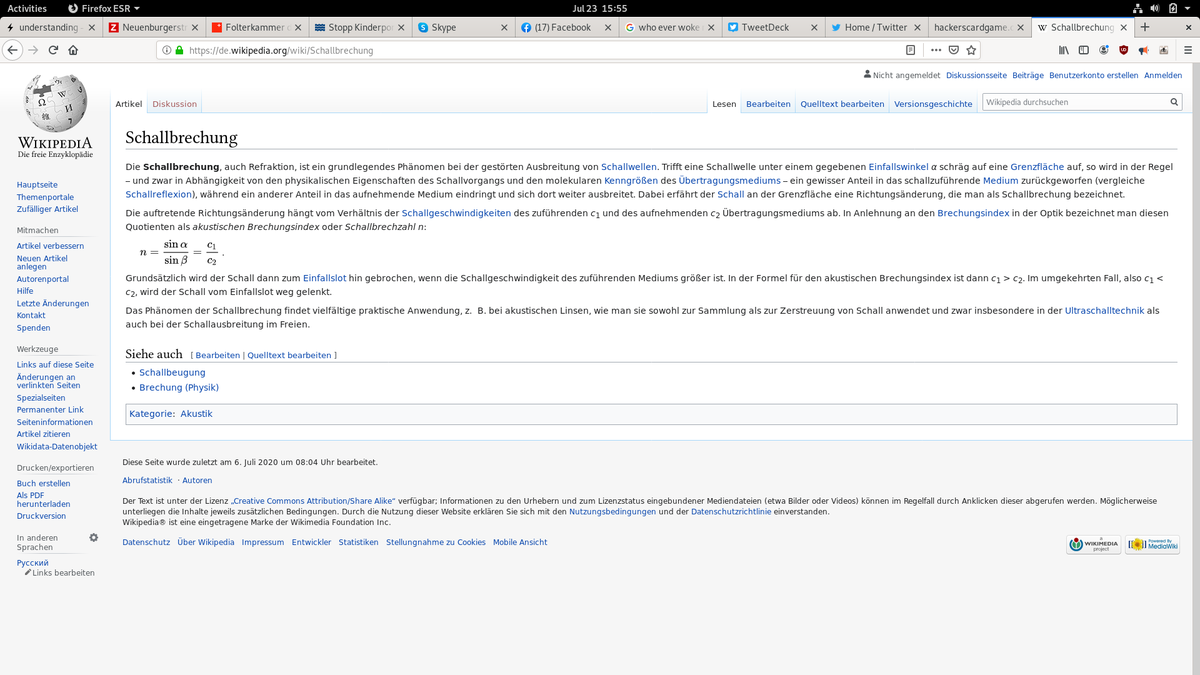 Activities Firefox ESR Jul 23 15:55
understanding Neuenburgerst Folterkammer d Stopp Kinderpo Skype (17) Facebook who ever woke TweetDeck Home / Twitter hackerscardgame. Schallbrechung
https://de.wikipedia.org/wiki/Schallbrechung
Nicht angemeldet Diskussionsseite Beiträge Benutzerkonto erstellen Anmelden
WIKIPEDIA
Die freie Enzyklopädie
Artikel Diskussion Lesen Bearbeiten Quelltext bearbeiten Versionsgeschichte Wikipedia durchsuchen
Hauptseite
Themenportale
Zufälliger Artikel
Mitmachen
Artikel verbessern
Neuen Artikel
anlegen
Autorenportal
Hilfe
Letzte Änderungen
Kontakt
Spenden
Werkzeuge
Links auf diese Seite
Änderungen an
verlinkten Seiten
Spezialseiten
Permanenter Link
Seiteninformationen
Artikel zitieren
Wikidata-Datenobjekt
Drucken/exportieren
Buch erstellen
Als PDF
herunterladen
Druckversion
In anderen
Sprachen
Русский
Links bearbeiten
Schallbrechung
Die Schallbrechung, auch Refraktion, ist ein grundlegendes Phänomen bei der gestörten Ausbreitung von Schallwellen. Trifft eine Schallwelle unter einem gegebenen Einfallswinkel α schräg auf eine Grenzfläche auf, so wird in der Regel
– und zwar in Abhängigkeit von den physikalischen Eigenschaften des Schallvorgangs und den molekularen Kenngrößen des Übertragungsmediums – ein gewisser Anteil in das schallzuführende Medium zurückgeworfen (vergleiche
Schallreflexion), während ein anderer Anteil in das aufnehmende Medium eindringt und sich dort weiter ausbreitet. Dabei erfährt der Schall an der Grenzfläche eine Richtungsänderung, die man als Schallbrechung bezeichnet.
Die auftretende Richtungsänderung hängt vom Verhältnis der Schallgeschwindigkeiten des zuführenden c1 und des aufnehmenden c2 Übertragungsmediums ab. In Anlehnung an den Brechungsindex in der Optik bezeichnet man diesen
Quotienten als akustischen Brechungsindex oder Schallbrechzahl n:
n = sin α / sin β = c1 / c2 .
Grundsätzlich wird der Schall dann zum Einfallslot hin gebrochen, wenn die Schallgeschwindigkeit des zuführenden Mediums größer ist. In der Formel für den akustischen Brechungsindex ist dann c1 > c2. Im umgekehrten Fall, also c1 <
c2, wird der Schall vom Einfallslot weg gelenkt.
Das Phänomen der Schallbrechung findet vielfältige praktische Anwendung, z. B. bei akustischen Linsen, wie man sie sowohl zur Sammlung als zur Zerstreuung von Schall anwendet und zwar insbesondere in der Ultraschalltechnik als
auch bei der Schallausbreitung im Freien.
Siehe auch [ Bearbeiten | Quelltext bearbeiten ]
• Schallbeugung
• Brechung (Physik)
Kategorie: Akustik
Diese Seite wurde zuletzt am 6. Juli 2020 um 08:04 Uhr bearbeitet.
Abrufstatistik · Autoren
Der Text ist unter der Lizenz „Creative Commons Attribution/Share Alike“ verfügbar; Informationen zu den Urhebern und zum Lizenzstatus eingebundener Mediendateien (etwa Bilder oder Videos) können im Regelfall durch Anklicken dieser abgerufen werden. Möglicherweise
unterliegen die Inhalte jeweils zusätzlichen Bedingungen. Durch die Nutzung dieser Website erklären Sie sich mit den Nutzungsbedingungen und der Datenschutzrichtlinie einverstanden.
Wikipedia® ist eine eingetragene Marke der Wikimedia Foundation Inc.
Datenschutz Über Wikipedia Impressum Entwickler Statistiken Stellungnahme zu Cookies Mobile Ansicht
A WIKIMEDIA project Powered By MediaWiki